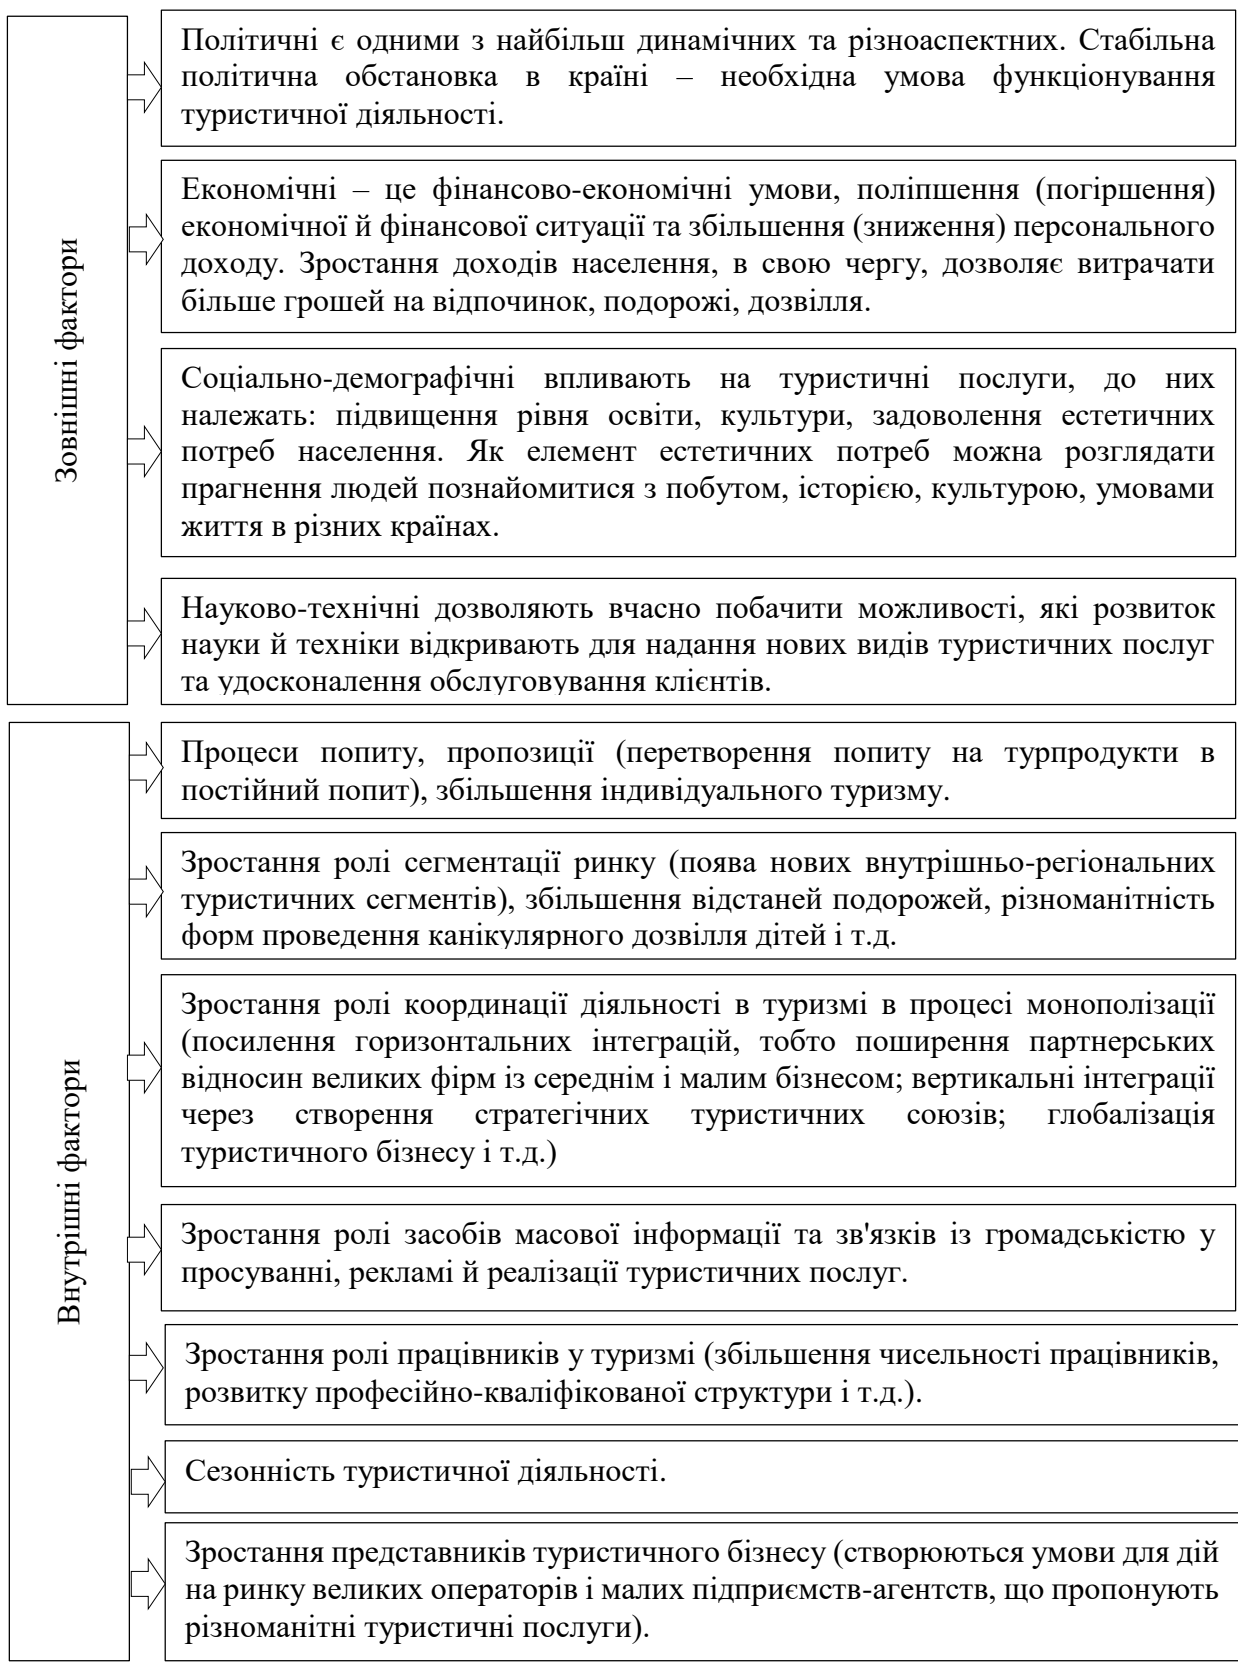 Зовнішні фактори
Політичні є одними з найбільш динамічних та різноаспектних. Стабільна
політична обстановка в країні – необхідна умова функціонування
туристичної діяльності.
Економічні – це фінансово-економічні умови, поліпшення (погіршення)
економічної й фінансової ситуації та збільшення (зниження) персонального
доходу. Зростання доходів населення, в свою чергу, дозволяє витрачати
більше грошей на відпочинок, подорожі, дозвілля.
Соціально-демографічні впливають на туристичні послуги, до них
належать: підвищення рівня освіти, культури, задоволення естетичних
потреб населення. Як елемент естетичних потреб можна розглядати
прагнення людей познайомитися з побутом, історією, культурою, умовами
життя в різних країнах.
Науково-технічні дозволяють вчасно побачити можливості, які розвиток
науки й техніки відкривають для надання нових видів туристичних послуг
та удосконалення обслуговування клієнтів.
Внутрішні фактори
Процеси попиту, пропозиції (перетворення попиту на турпродукти в
постійний попит), збільшення індивідуального туризму.
Зростання ролі сегментації ринку (поява нових внутрішньо-регіональних
туристичних сегментів), збільшення відстаней подорожей, різноманітність
форм проведення канікулярного дозвілля дітей і т.д.
Зростання ролі координації діяльності в туризмі в процесі монополізації
(посилення горизонтальних інтеграцій, тобто поширення партнерських
відносин великих фірм із середнім і малим бізнесом; вертикальні інтеграції
через створення стратегічних туристичних союзів; глобалізація
туристичного бізнесу і т.д.)
Зростання ролі засобів масової інформації та зв'язків із громадськістю у
просуванні, рекламі й реалізації туристичних послуг.
Зростання ролі працівників у туризмі (збільшення чисельності працівників,
розвитку професійно-кваліфікованої структури і т.д.).
Сезонність туристичної діяльності.
Зростання представників туристичного бізнесу (створюються умови для дій
на ринку великих операторів і малих підприємств-агентств, що пропонують
різноманітні туристичні послуги).